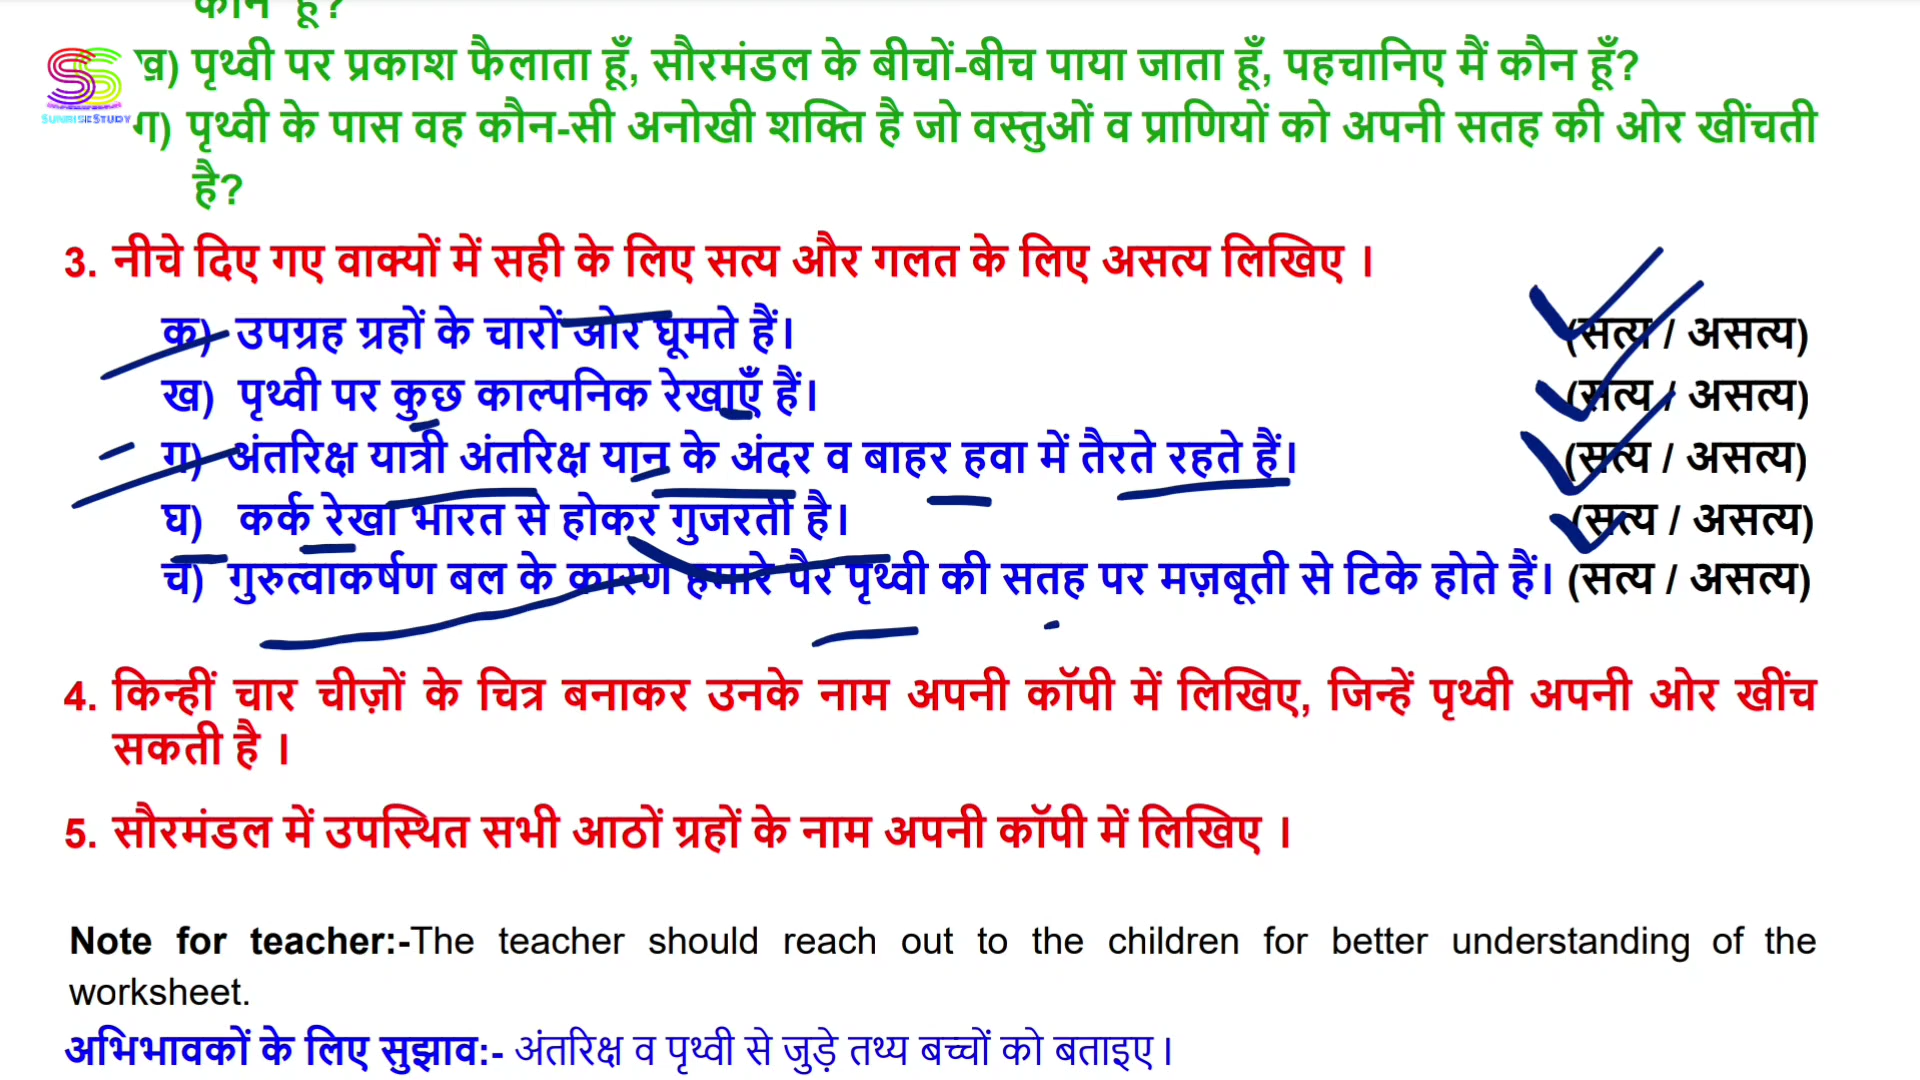 कौन हूँ?
ख) पृथ्वी पर प्रकाश फैलाता हूँ, सौरमंडल के बीचों-बीच पाया जाता हूँ, पहचानिए मैं कौन हूँ?
SUNRISE STUDY
ग) पृथ्वी के पास वह कौन-सी अनोखी शक्ति है जो वस्तुओं व प्राणियों को अपनी सतह की ओर खींचती
है?
3. नीचे दिए गए वाक्यों में सही के लिए सत्य और गलत के लिए असत्य लिखिए ।
क) उपग्रह ग्रहों के चारों ओर घूमते हैं। (सत्य / असत्य)
ख) पृथ्वी पर कुछ काल्पनिक रेखाएँ हैं। (सत्य / असत्य)
ग) अंतरिक्ष यात्री अंतरिक्ष यान के अंदर व बाहर हवा में तैरते रहते हैं। (सत्य / असत्य)
घ) कर्क रेखा भारत से होकर गुजरती है। (सत्य / असत्य)
च) गुरुत्वाकर्षण बल के कारण हमारे पैर पृथ्वी की सतह पर मज़बूती से टिके होते हैं। (सत्य / असत्य)
4. किन्हीं चार चीज़ों के चित्र बनाकर उनके नाम अपनी कॉपी में लिखिए, जिन्हें पृथ्वी अपनी ओर खींच
सकती है ।
5. सौरमंडल में उपस्थित सभी आठों ग्रहों के नाम अपनी कॉपी में लिखिए ।
Note for teacher:-The teacher should reach out to the children for better understanding of the
worksheet.
अभिभावकों के लिए सुझाव:- अंतरिक्ष व पृथ्वी से जुड़े तथ्य बच्चों को बताइए।